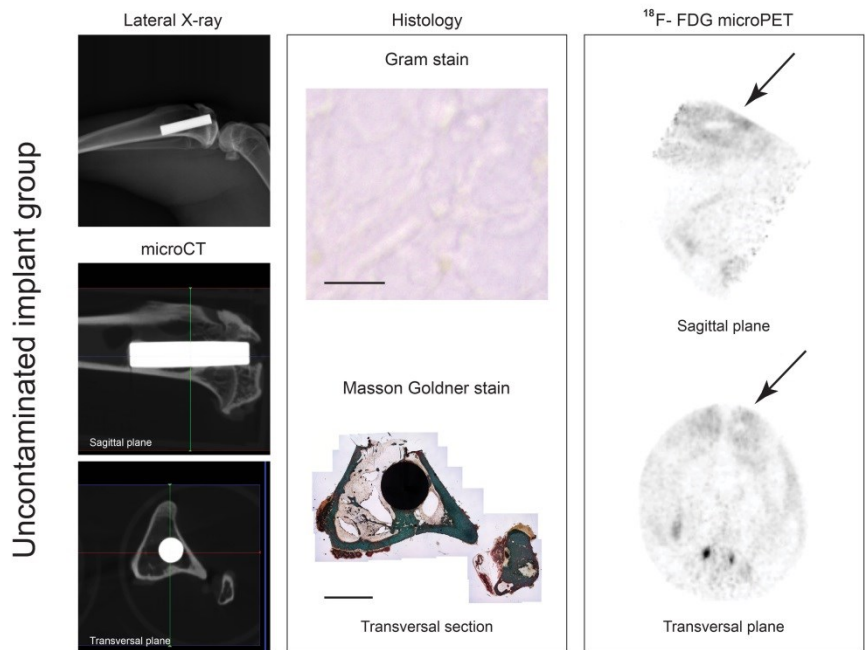 Uncontaminated implant group
Lateral X-ray
microCT
Sagittal plane
Transversal plane
Histology
Gram stain
Masson Goldner stain
Transversal section
¹⁸F- FDG microPET
Sagittal plane
Transversal plane